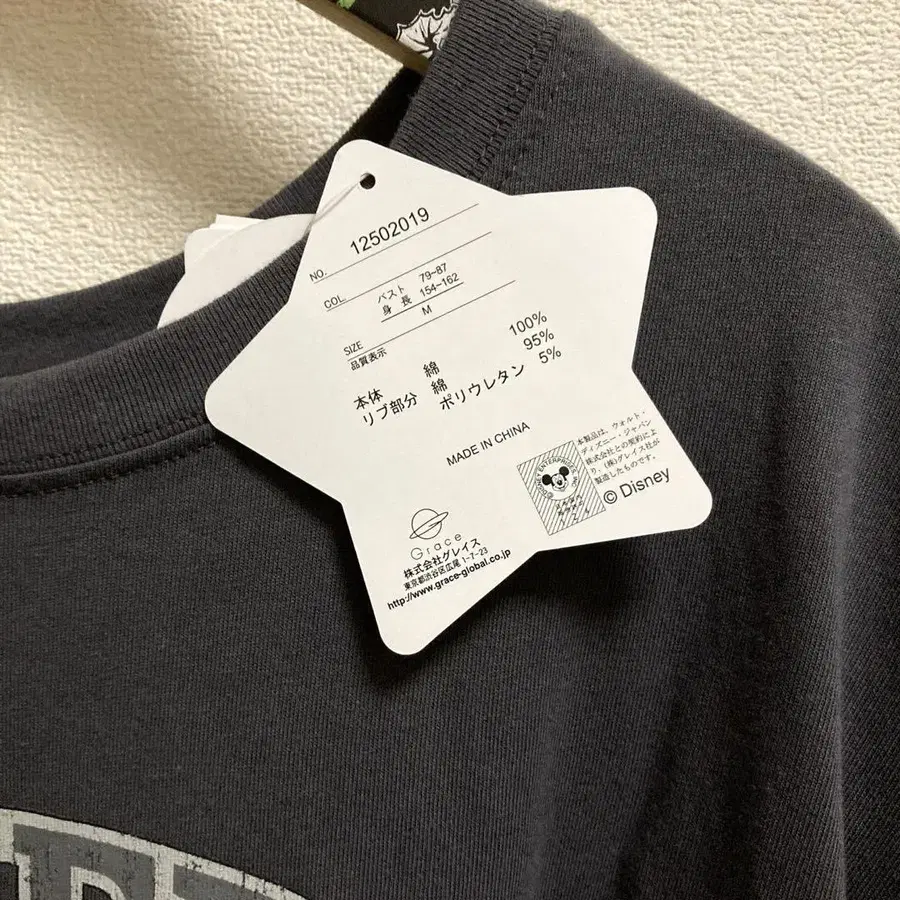 NO. 12502019
COL.
バスト 79-87
身長 154-162
SIZE M
品質表示
本体 綿 100%
リブ部分 綿 95%
ポリウレタン 5%
MADE IN CHINA
本製品は、ウォルト・
ディズニー・ジャパン
株式会社との契約によ
り、(株)グレイス社が
製造したものです。
© Disney
Grace
株式会社グレイス
東京都渋谷区広尾 1-7-23
http://www.grace-global.co.jp